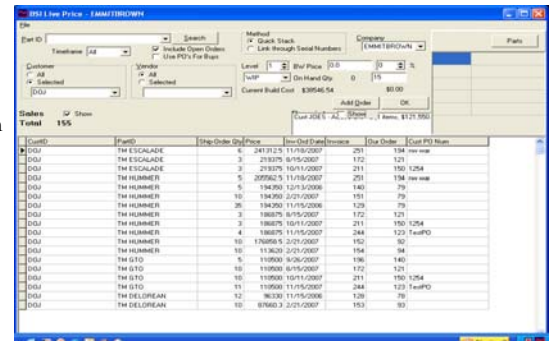 BSI Live Price - EMMITBROWN
File
Part ID Search
Timeframe All Include Open Orders
Use PO's For Buys
Customer
All
Selected
DOJ
Vendor
All
Selected
Method
Quick Stack
Link through Serial Numbers
Company
EMMITBROWN
Parts
Level 1 BW Price 0.0 0 %
WIP On Hand Qty 0 15
Current Build Cost $38546.54 $0.00
Add Order OK
Sales Show
Total 155
Show
CustID PartID Ship Order Qty Price Inv-Ord Date Invoice Our Order Cust PO Num
DOJ TM ESCALADE 6 241312.5 11/18/2007 251 194
DOJ TM ESCALADE 3 219375 6/15/2007 172 121
DOJ TM ESCALADE 3 219375 10/11/2007 211 150 1254
DOJ TM HUMMER 5 205562.5 11/18/2007 251 194
DOJ TM HUMMER 5 194350 12/13/2006 140 79
DOJ TM HUMMER 10 194350 2/21/2007 151 79
DOJ TM HUMMER 35 194350 11/15/2006 129 79
DOJ TM HUMMER 3 186875 6/15/2007 172 121
DOJ TM HUMMER 3 186875 10/11/2007 211 150 1254
DOJ TM HUMMER 4 186875 11/15/2007 244 123 TestPO
DOJ TM HUMMER 10 176858.5 2/21/2007 152 92
DOJ TM HUMMER 10 113620 2/21/2007 154 94
DOJ TM GTO 5 110500 9/26/2007 196 140
DOJ TM GTO 10 110500 6/15/2007 172 121
DOJ TM GTO 10 110500 10/11/2007 211 150 1254
DOJ TM GTO 11 110500 11/15/2007 244 123 TestPO
DOJ TM DELOREAN 12 96330 11/15/2006 128 78
DOJ TM DELOREAN 10 87660.3 2/21/2007 153 93